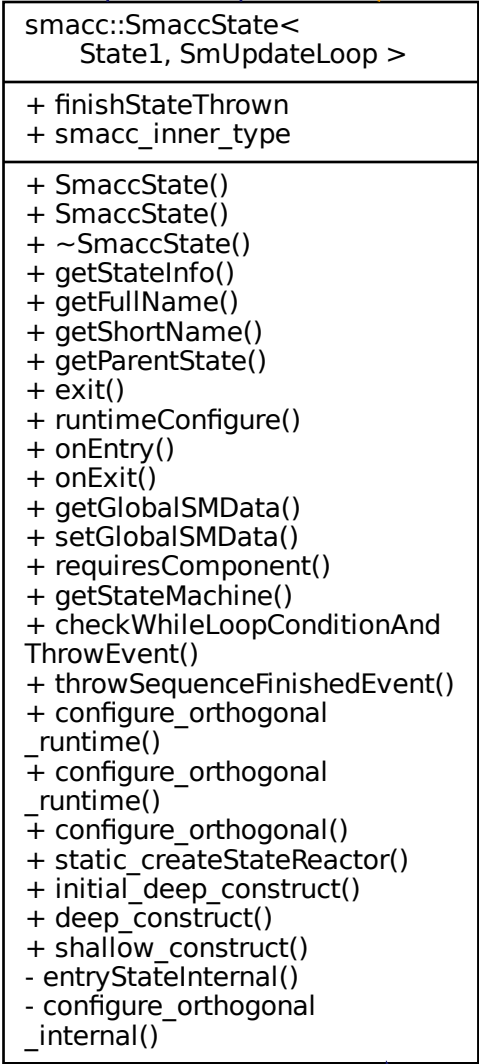 smacc::SmaccState<
State1, SmUpdateLoop >
+ finishStateThrown
+ smacc_inner_type
+ SmaccState()
+ SmaccState()
+ ~SmaccState()
+ getStateInfo()
+ getFullName()
+ getShortName()
+ getParentState()
+ exit()
+ runtimeConfigure()
+ onEntry()
+ onExit()
+ getGlobalSMData()
+ setGlobalSMData()
+ requiresComponent()
+ getStateMachine()
+ checkWhileLoopConditionAnd
ThrowEvent()
+ throwSequenceFinishedEvent()
+ configure_orthogonal
_runtime()
+ configure_orthogonal
_runtime()
+ configure_orthogonal()
+ static_createStateReactor()
+ initial_deep_construct()
+ deep_construct()
+ shallow_construct()
- entryStateInternal()
- configure_orthogonal
_internal()